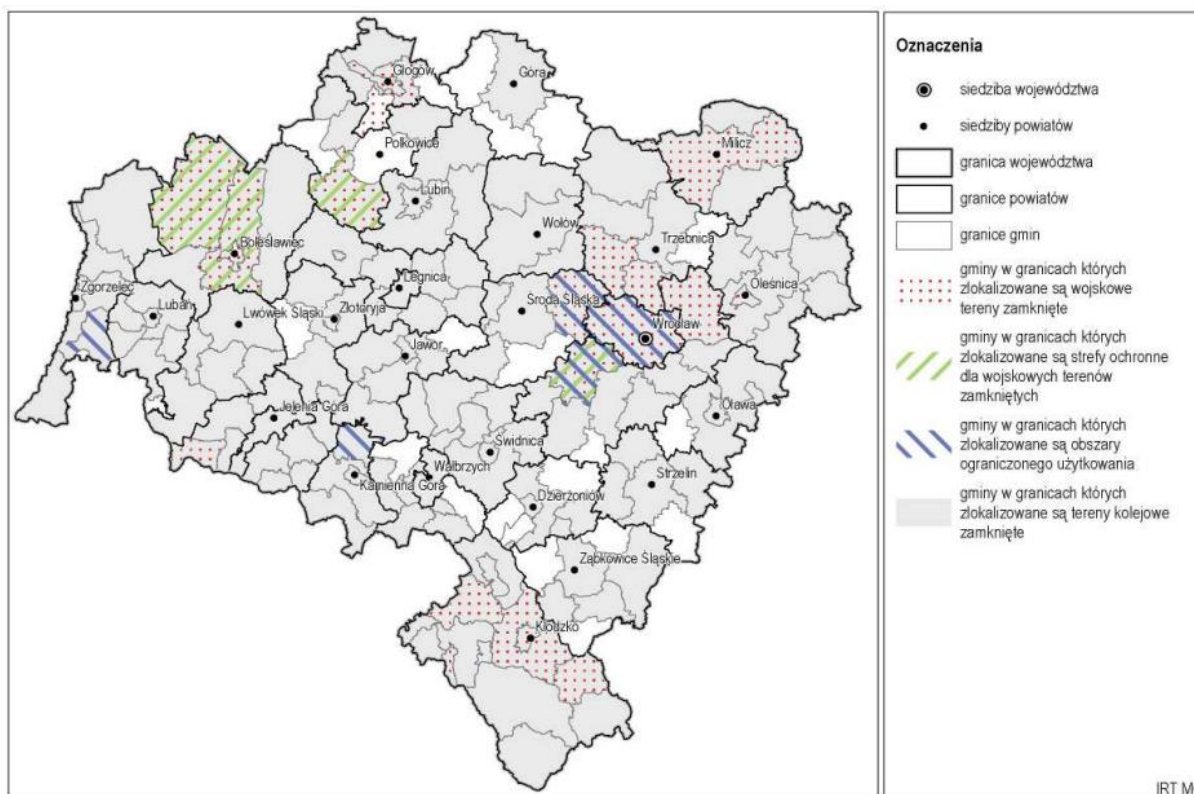 Głogów
Góra
Polkowice
Milicz
Lubin
Wołów
Trzebnica
Bolesławiec
Legnica
Oleśnica
Zgorzelec
Środa Śląska
Lubań
Złotoryja
Lwówek Śląski
Wrocław
Jawor
Jelenia Góra
Oława
Świdnica
Wałbrzych
Kamienna Góra
Strzelin
Dzierżoniów
Ząbkowice Śląskie
Kłodzko
Oznaczenia
siedziba województwa
siedziby powiatów
granica województwa
granice powiatów
granice gmin
gminy w granicach których
zlokalizowane są wojskowe
tereny zamknięte
gminy w granicach których
zlokalizowane są strefy ochronne
dla wojskowych terenów
zamkniętych
gminy w granicach których
zlokalizowane są obszary
ograniczonego użytkowania
gminy w granicach których
zlokalizowane są tereny kolejowe
zamknięte
IRT M